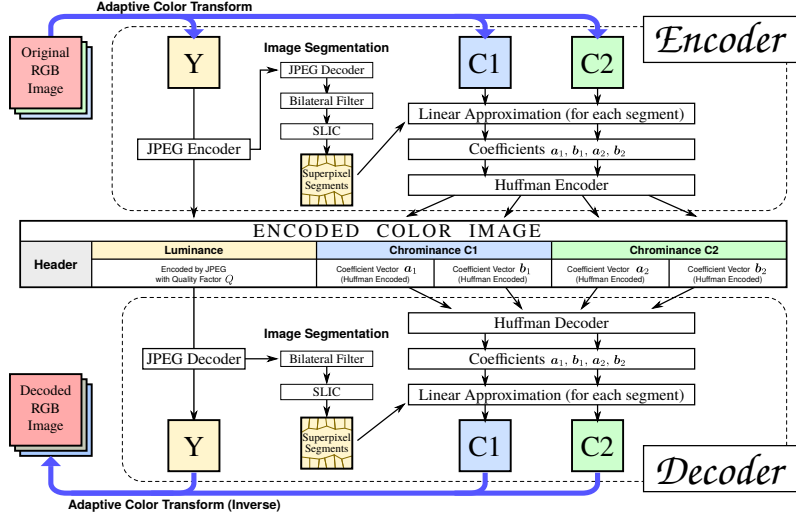 Adaptive Color Transform
Original
RGB
Image
Y
Image Segmentation
JPEG Decoder
Bilateral Filter
SLIC
Superpixel
Segments
JPEG Encoder
C1
C2
Encoder
Linear Approximation (for each segment)
Coefficients a₁, b₁, a₂, b₂
Huffman Encoder
ENCODED COLOR IMAGE
Header
Luminance
Chrominance C1
Chrominance C2
Encoded by JPEG
with Quality Factor Q
Coefficient Vector a₁
(Huffman Encoded)
Coefficient Vector b₁
(Huffman Encoded)
Coefficient Vector a₂
(Huffman Encoded)
Coefficient Vector b₂
(Huffman Encoded)
Huffman Decoder
Image Segmentation
JPEG Decoder
Bilateral Filter
SLIC
Superpixel
Segments
Coefficients a₁, b₁, a₂, b₂
Linear Approximation (for each segment)
Decoded
RGB
Image
Y
C1
C2
Decoder
Adaptive Color Transform (Inverse)